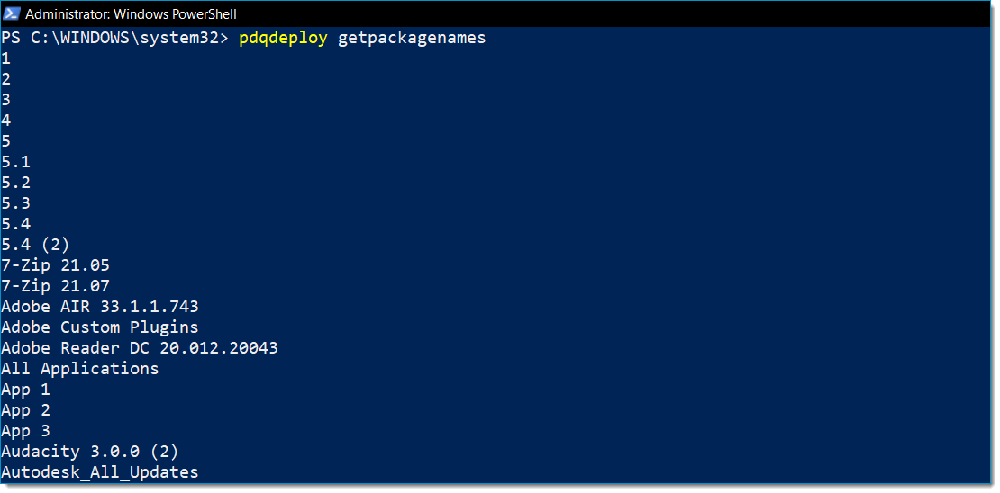 Administrator: Windows PowerShell
PS C:\WINDOWS\system32> pdqdeploy getpackagenames
1
2
3
4
5
5.1
5.2
5.3
5.4
5.4 (2)
7-Zip 21.05
7-Zip 21.07
Adobe AIR 33.1.1.743
Adobe Custom Plugins
Adobe Reader DC 20.012.20043
All Applications
App 1
App 2
App 3
Audacity 3.0.0 (2)
Autodesk_All_Updates